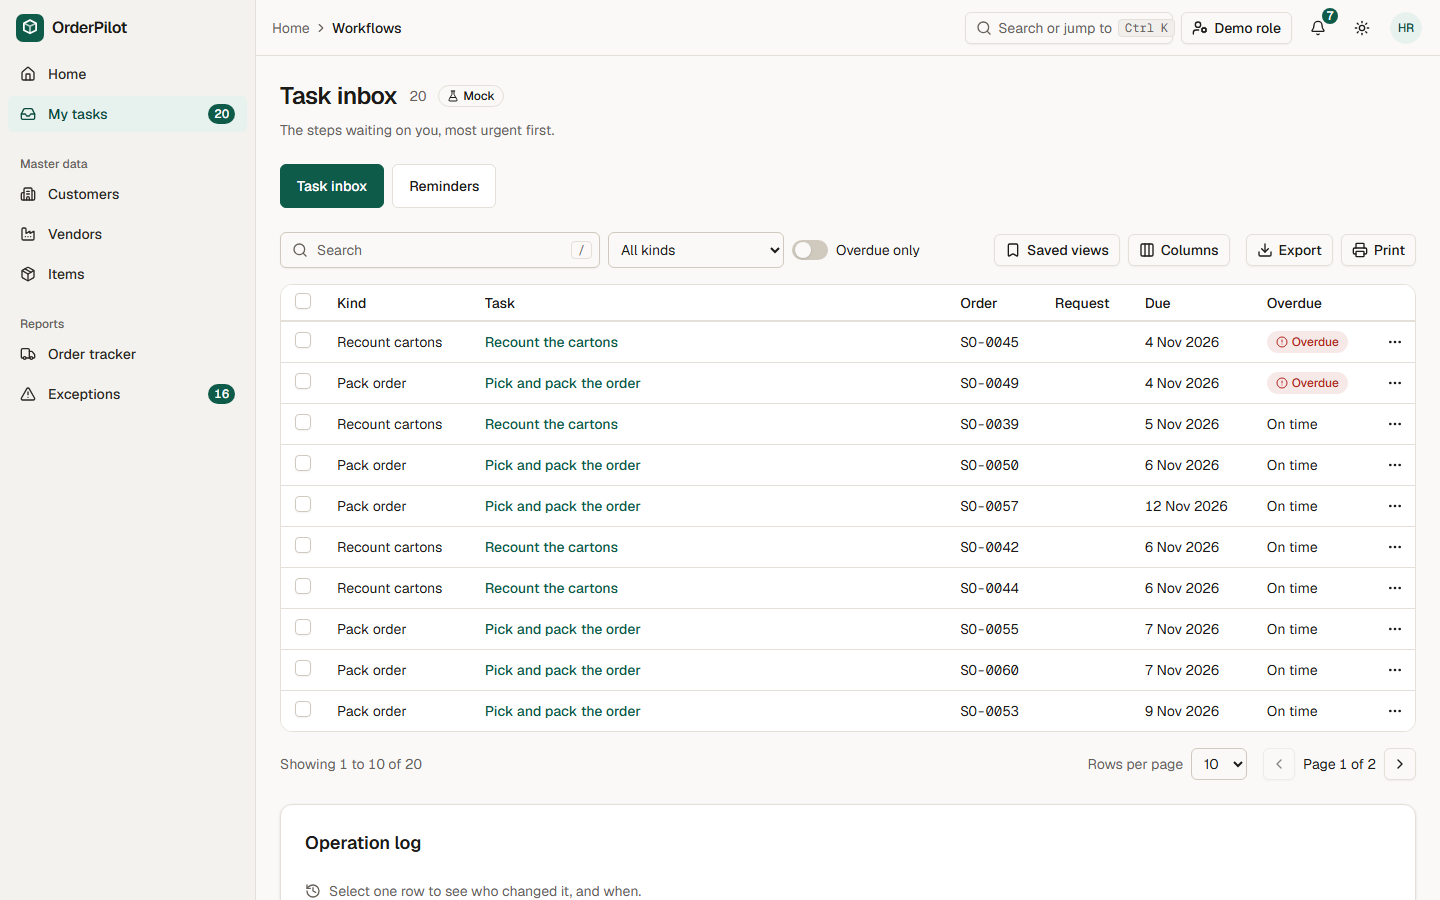 OrderPilot
Home
My tasks 20
Master data
Customers
Vendors
Items
Reports
Order tracker
Exceptions 16
Home > Workflows
Search or jump to Ctrl K
Demo role
7
HR
Task inbox 20 Mock
The steps waiting on you, most urgent first.
Task inbox Reminders
Search / All kinds Overdue only Saved views Columns Export Print
Kind Task Order Request Due Overdue
Recount cartons Recount the cartons SO-0045 4 Nov 2026 Overdue
Pack order Pick and pack the order SO-0049 4 Nov 2026 Overdue
Recount cartons Recount the cartons SO-0039 5 Nov 2026 On time
Pack order Pick and pack the order SO-0050 6 Nov 2026 On time
Pack order Pick and pack the order SO-0057 12 Nov 2026 On time
Recount cartons Recount the cartons SO-0042 6 Nov 2026 On time
Recount cartons Recount the cartons SO-0044 6 Nov 2026 On time
Pack order Pick and pack the order SO-0055 7 Nov 2026 On time
Pack order Pick and pack the order SO-0060 7 Nov 2026 On time
Pack order Pick and pack the order SO-0053 9 Nov 2026 On time
Showing 1 to 10 of 20 Rows per page 10 Page 1 of 2
Operation log
Select one row to see who changed it, and when.